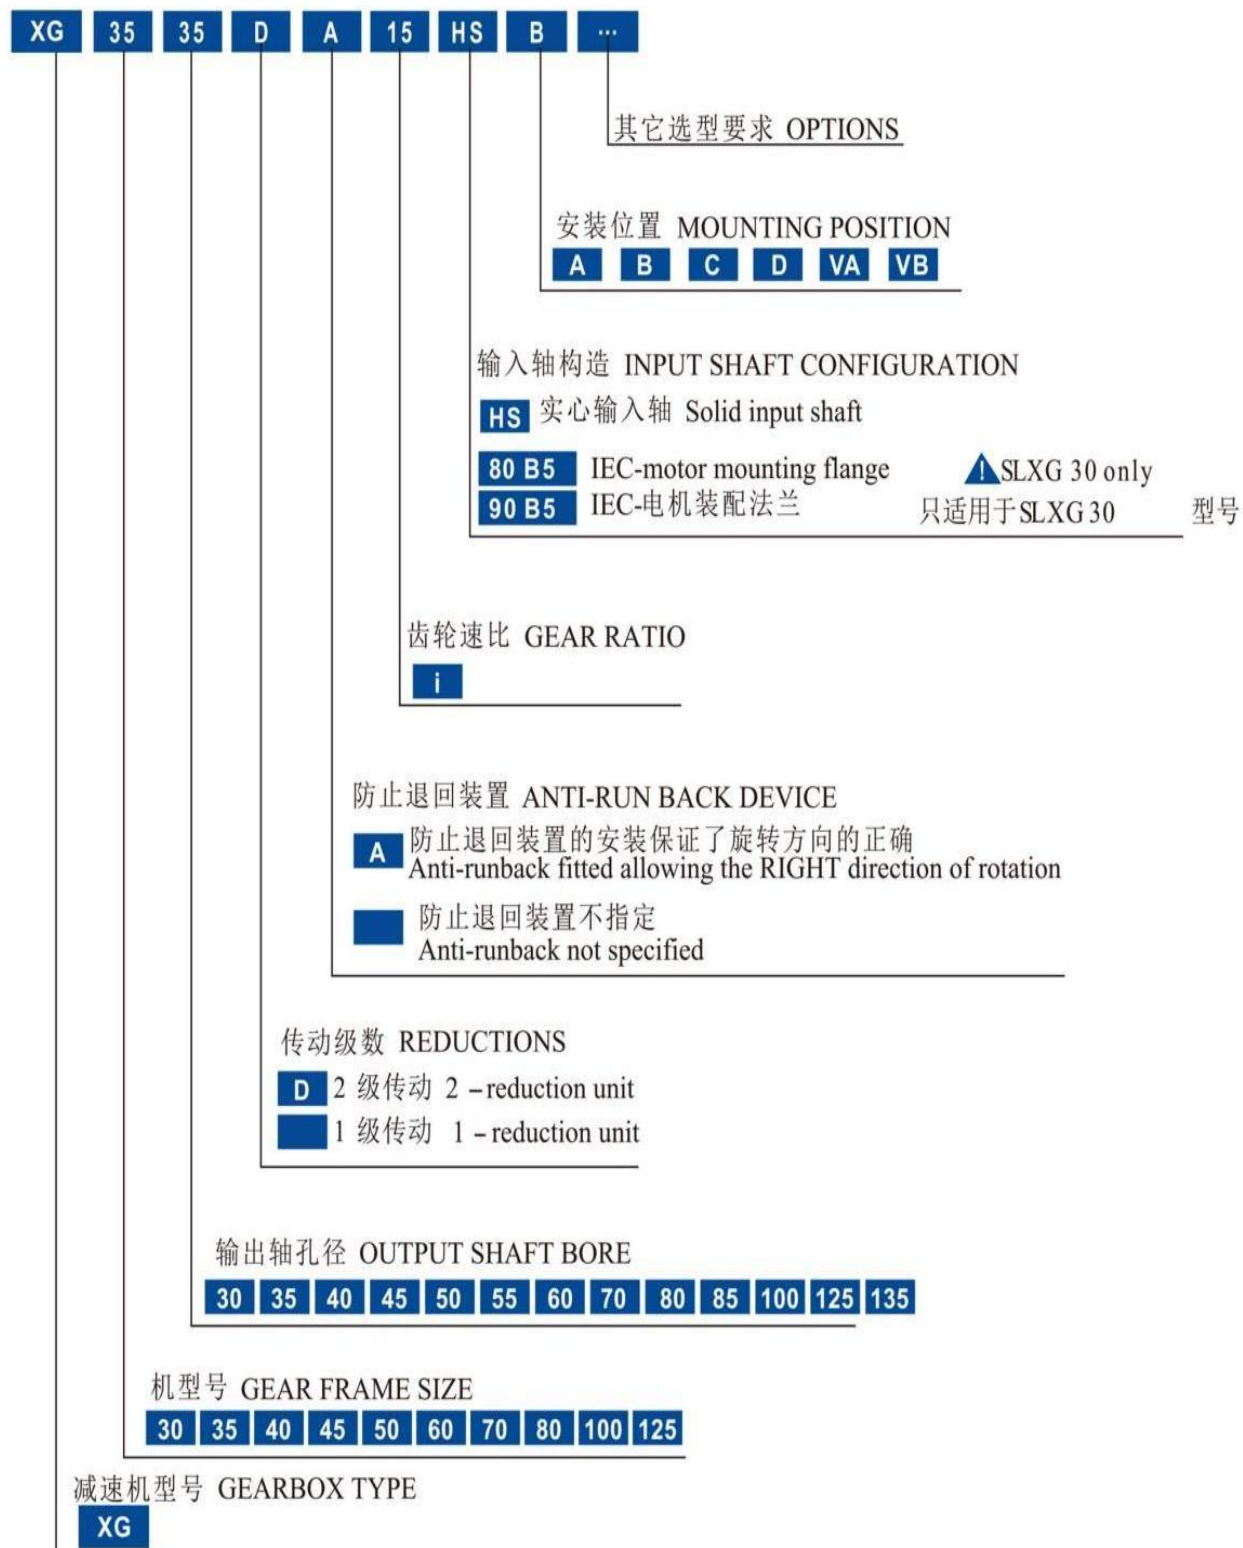 XG 35 35 D A 15 HS B ...
其它选型要求 OPTIONS
安装位置 MOUNTING POSITION
A B C D VA VB
输入轴构造 INPUT SHAFT CONFIGURATION
HS 实心输入轴 Solid input shaft
80 B5 IEC-motor mounting flange ! SLXG 30 only
90 B5 IEC-电机装配法兰 只适用于SLXG30 型号
齿轮速比 GEAR RATIO
i
防止退回装置 ANTI-RUN BACK DEVICE
A 防止退回装置的安装保证了旋转方向的正确
Anti-runback fitted allowing the RIGHT direction of rotation
防止退回装置不指定
Anti-runback not specified
传动级数 REDUCTIONS
D 2 级传动 2 – reduction unit
1 级传动 1 – reduction unit
输出轴孔径 OUTPUT SHAFT BORE
30 35 40 45 50 55 60 70 80 85 100 125 135
机型号 GEAR FRAME SIZE
30 35 40 45 50 60 70 80 100 125
减速机型号 GEARBOX TYPE
XG